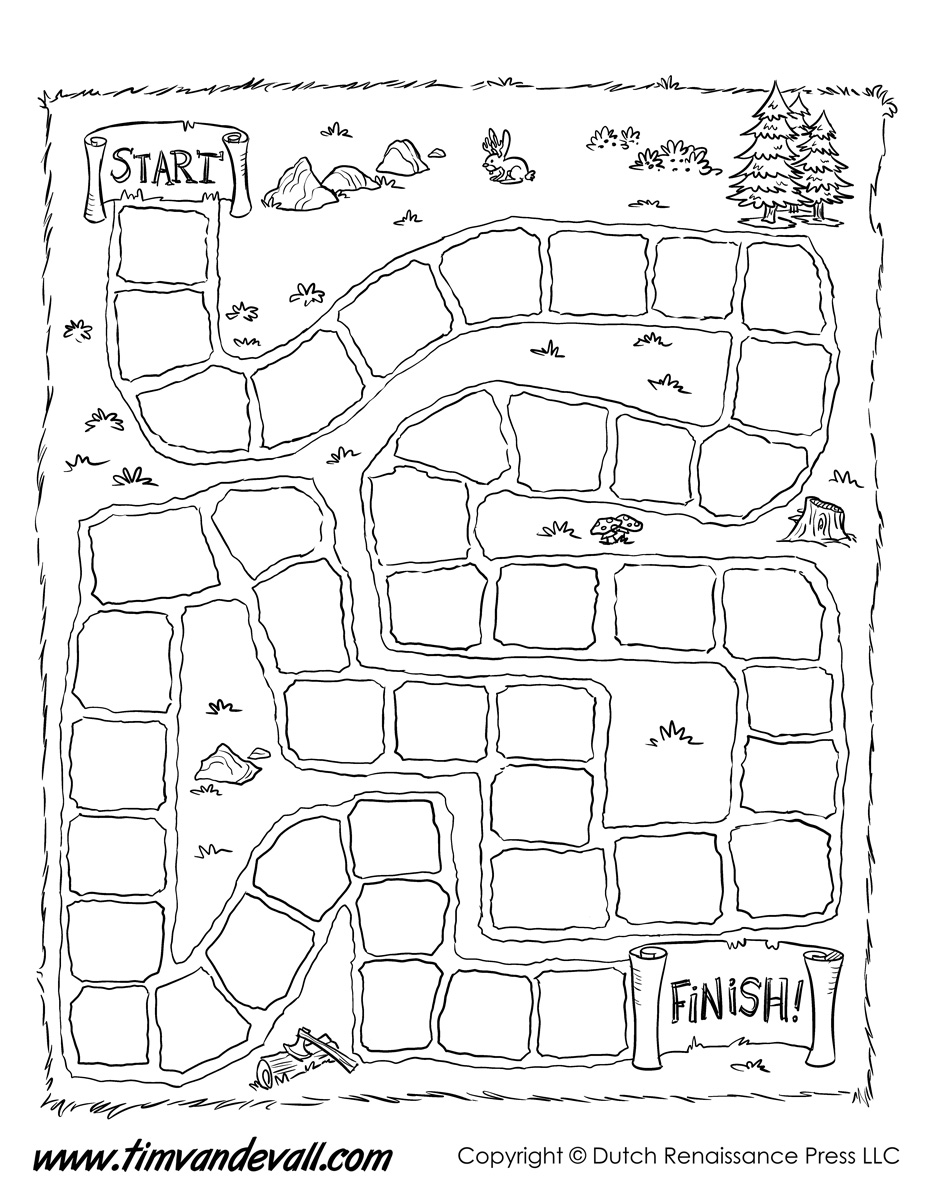 START
FiNiSH!
www.timvandevall.com
Copyright © Dutch Renaissance Press LLC